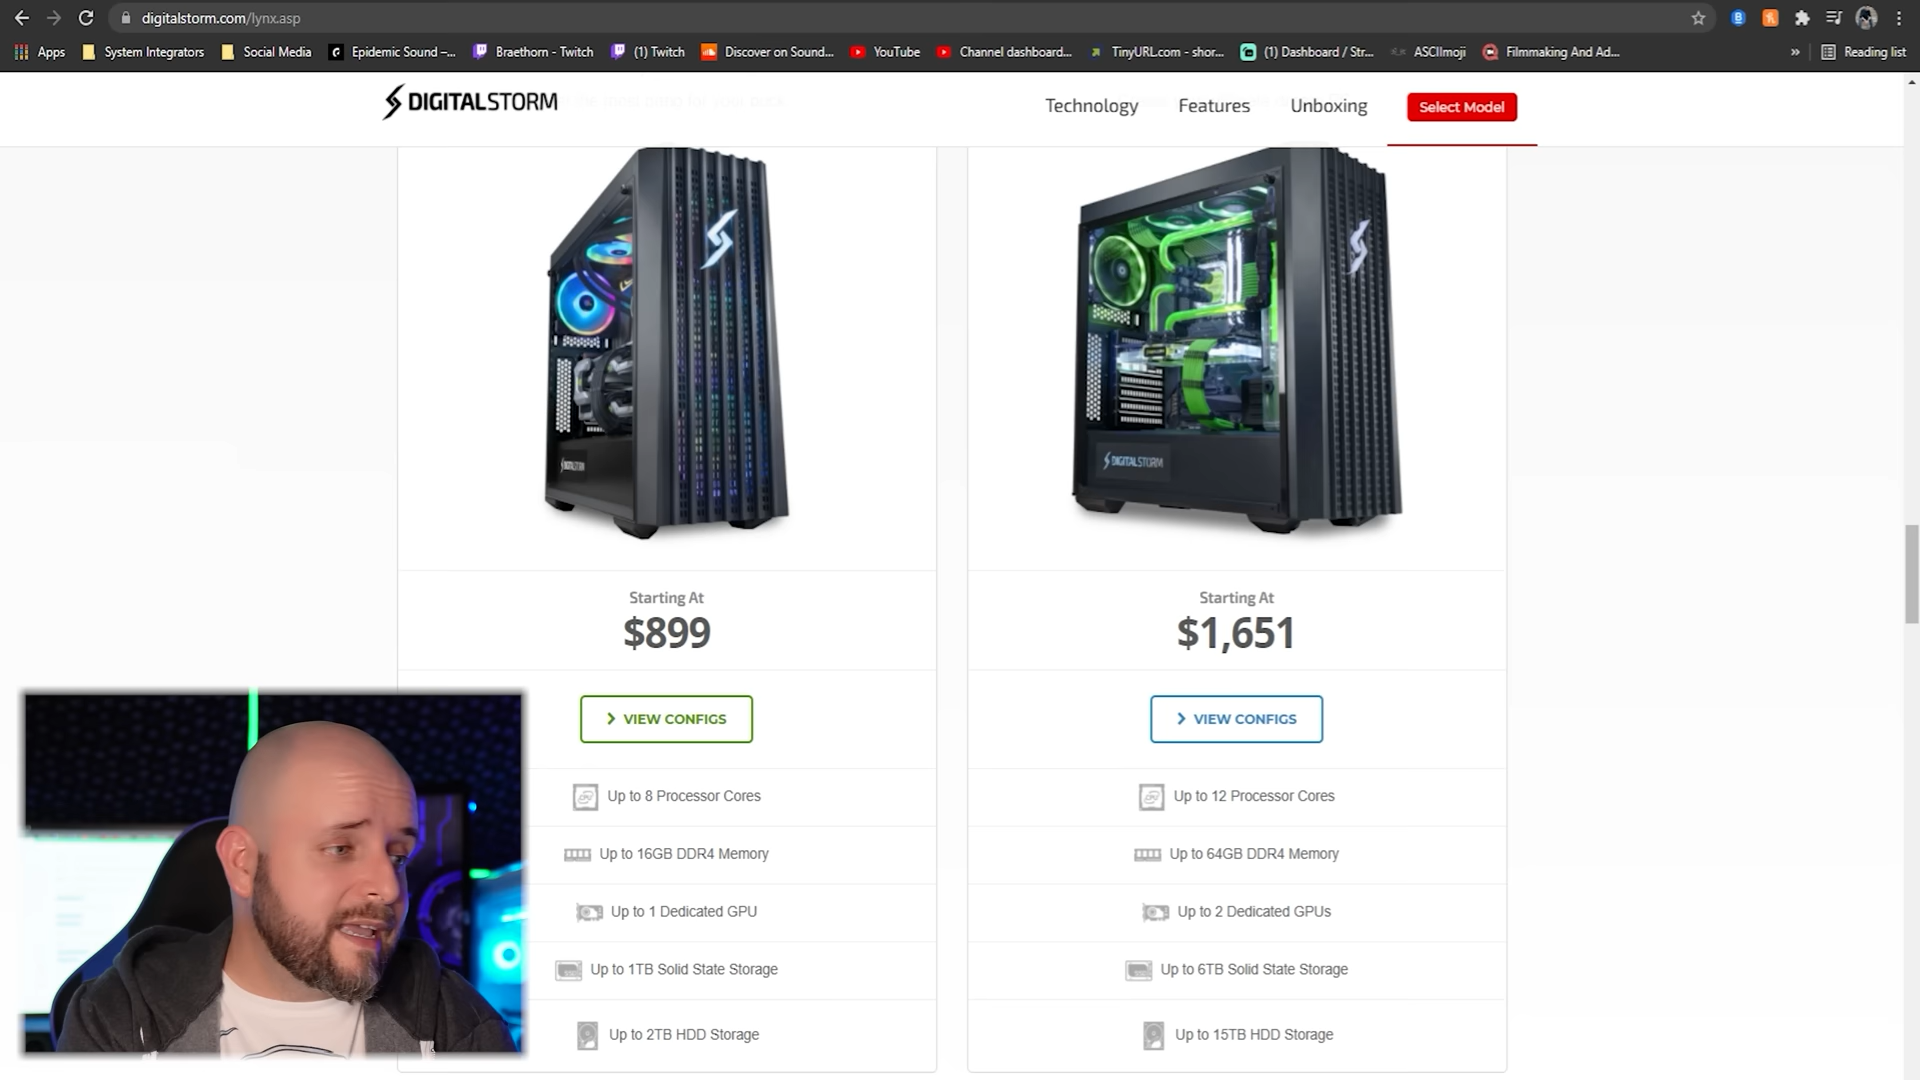 digitalstorm.com/lynx.asp
Apps
System Integrators
Social Media
Epidemic Sound –...
Braethorn - Twitch
(1) Twitch
Discover on Sound...
YouTube
Channel dashboard...
TinyURL.com - shor...
(1) Dashboard / Str...
ASCIImoji
Filmmaking And Ad...
»
Reading list
DIGITALSTORM
Technology
Features
Unboxing
Select Model
DIGITALSTORM
DIGITALSTORM
Starting At
$899
VIEW CONFIGS
Up to 8 Processor Cores
Up to 16GB DDR4 Memory
Up to 1 Dedicated GPU
Up to 1TB Solid State Storage
Up to 2TB HDD Storage
Starting At
$1,651
VIEW CONFIGS
Up to 12 Processor Cores
Up to 64GB DDR4 Memory
Up to 2 Dedicated GPUs
Up to 6TB Solid State Storage
Up to 15TB HDD Storage